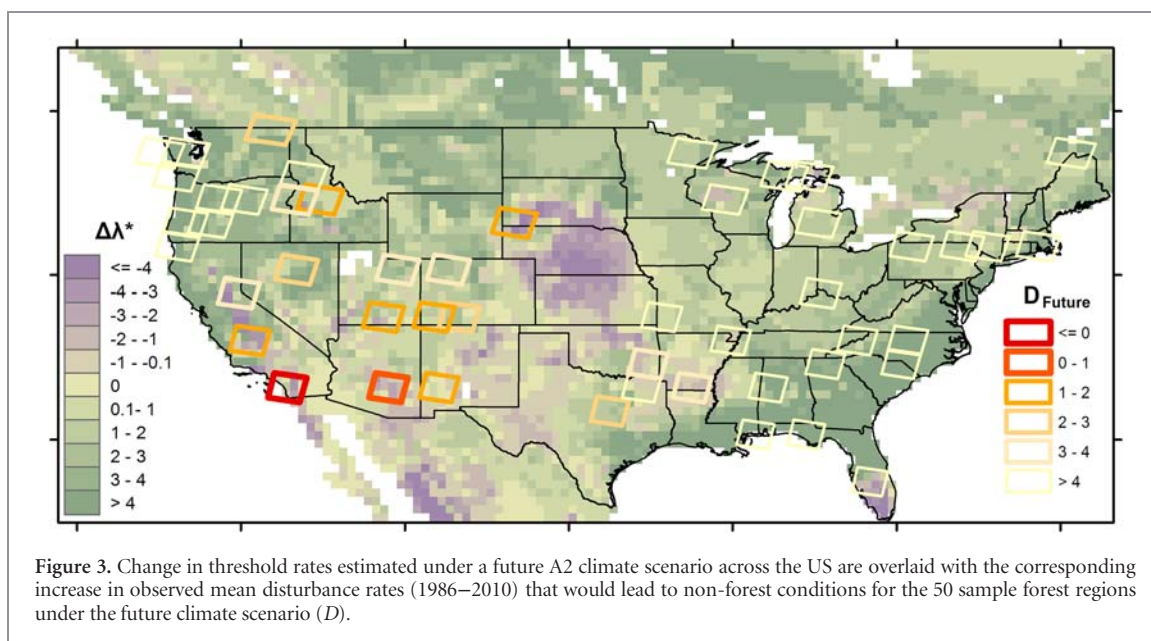 Δλ*
<= -4
-4 - -3
-3 - -2
-2 - -1
-1 - -0.1
0
0.1 - 1
1 - 2
2 - 3
3 - 4
> 4
D Future
<= 0
0 - 1
1 - 2
2 - 3
3 - 4
> 4
Figure 3. Change in threshold rates estimated under a future A2 climate scenario across the US are overlaid with the corresponding
increase in observed mean disturbance rates (1986–2010) that would lead to non-forest conditions for the 50 sample forest regions
under the future climate scenario (D).